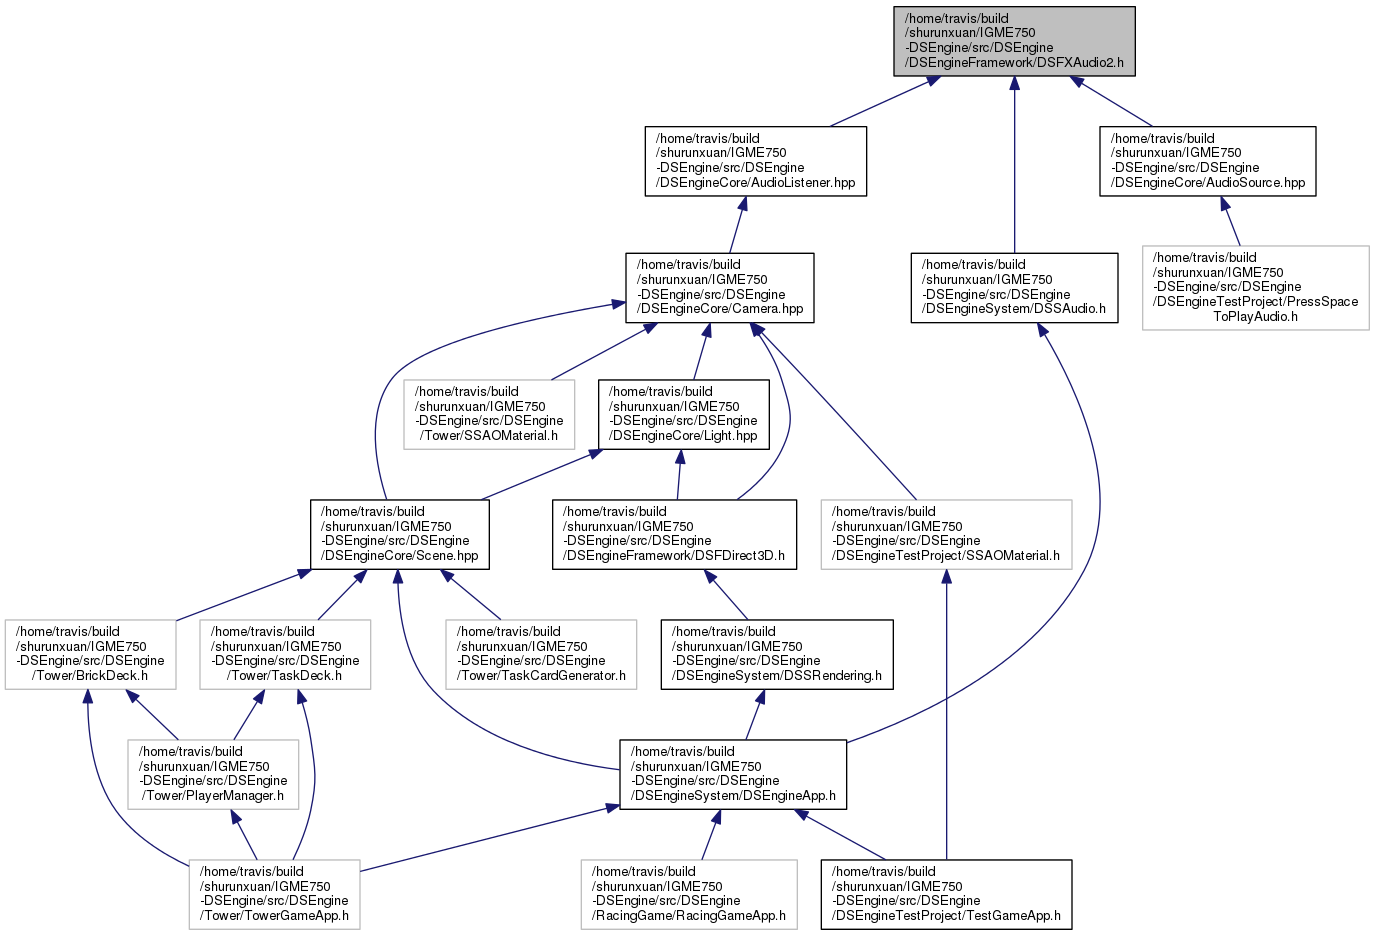 /home/travis/build
/shurunxuan/IGME750
-DSEngine/src/DSEngine
/DSEngineFramework/DSFXAudio2.h
/home/travis/build
/shurunxuan/IGME750
-DSEngine/src/DSEngine
/DSEngineCore/AudioListener.hpp
/home/travis/build
/shurunxuan/IGME750
-DSEngine/src/DSEngine
/DSEngineCore/AudioSource.hpp
/home/travis/build
/shurunxuan/IGME750
-DSEngine/src/DSEngine
/DSEngineCore/Camera.hpp
/home/travis/build
/shurunxuan/IGME750
-DSEngine/src/DSEngine
/DSEngineSystem/DSSAudio.h
/home/travis/build
/shurunxuan/IGME750
-DSEngine/src/DSEngine
/DSEngineTestProject/PressSpace
ToPlayAudio.h
/home/travis/build
/shurunxuan/IGME750
-DSEngine/src/DSEngine
/Tower/SSAOMaterial.h
/home/travis/build
/shurunxuan/IGME750
-DSEngine/src/DSEngine
/DSEngineCore/Light.hpp
/home/travis/build
/shurunxuan/IGME750
-DSEngine/src/DSEngine
/DSEngineCore/Scene.hpp
/home/travis/build
/shurunxuan/IGME750
-DSEngine/src/DSEngine
/DSEngineFramework/DSFDirect3D.h
/home/travis/build
/shurunxuan/IGME750
-DSEngine/src/DSEngine
/DSEngineTestProject/SSAOMaterial.h
/home/travis/build
/shurunxuan/IGME750
-DSEngine/src/DSEngine
/Tower/BrickDeck.h
/home/travis/build
/shurunxuan/IGME750
-DSEngine/src/DSEngine
/Tower/TaskDeck.h
/home/travis/build
/shurunxuan/IGME750
-DSEngine/src/DSEngine
/Tower/TaskCardGenerator.h
/home/travis/build
/shurunxuan/IGME750
-DSEngine/src/DSEngine
/DSEngineSystem/DSSRendering.h
/home/travis/build
/shurunxuan/IGME750
-DSEngine/src/DSEngine
/Tower/PlayerManager.h
/home/travis/build
/shurunxuan/IGME750
-DSEngine/src/DSEngine
/DSEngineSystem/DSEngineApp.h
/home/travis/build
/shurunxuan/IGME750
-DSEngine/src/DSEngine
/Tower/TowerGameApp.h
/home/travis/build
/shurunxuan/IGME750
-DSEngine/src/DSEngine
/RacingGame/RacingGameApp.h
/home/travis/build
/shurunxuan/IGME750
-DSEngine/src/DSEngine
/DSEngineTestProject/TestGameApp.h